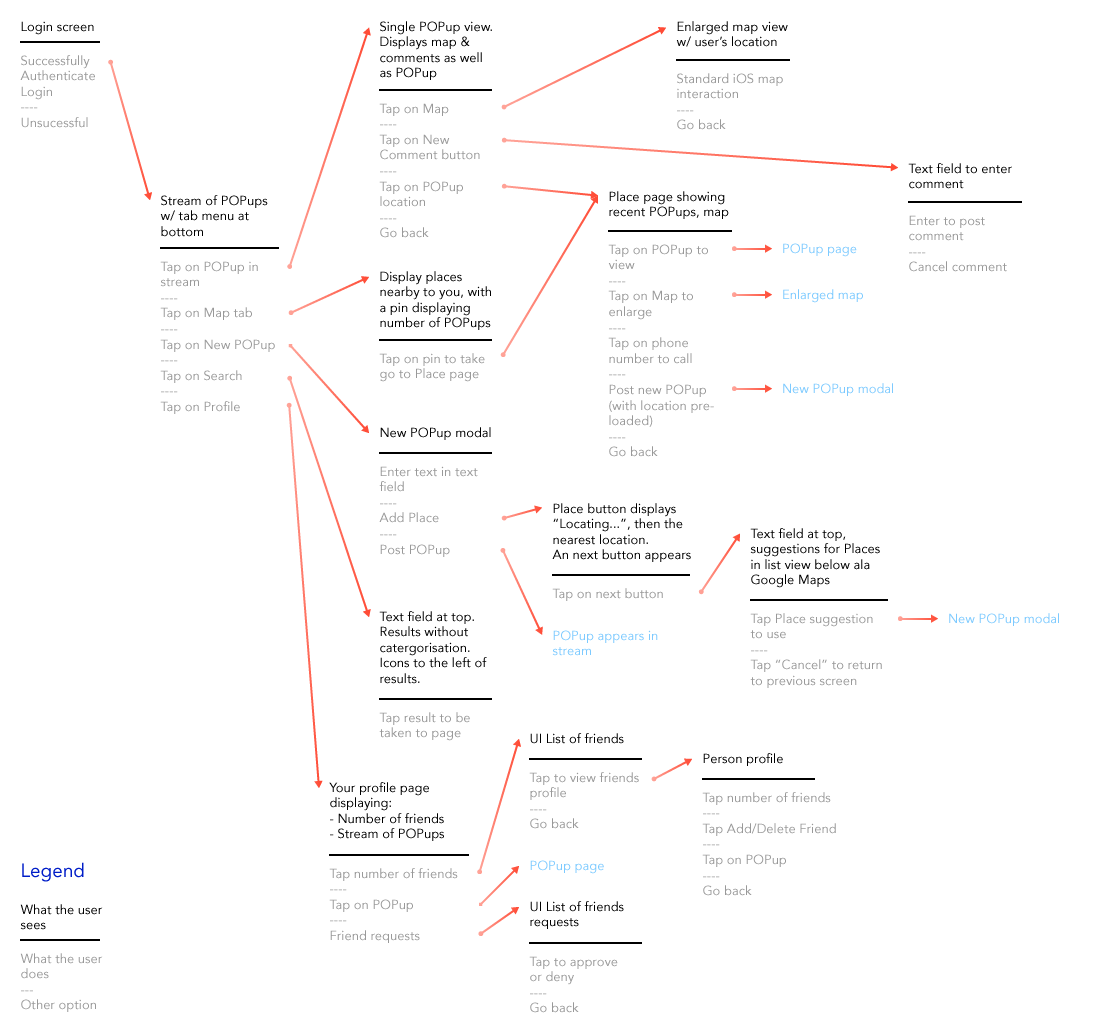 Login screen
Successfully
Authenticate
Login
----
Unsucessful
Stream of POPups
w/ tab menu at
bottom
Tap on POPup in
stream
----
Tap on Map tab
----
Tap on New POPup
----
Tap on Search
----
Tap on Profile
Single POPup view.
Displays map &
comments as well
as POPup
Tap on Map
----
Tap on New
Comment button
----
Tap on POPup
location
----
Go back
Enlarged map view
w/ user's location
Standard iOS map
interaction
----
Go back
Text field to enter
comment
Enter to post
comment
----
Cancel comment
Place page showing
recent POPups, map
Tap on POPup to
view
----
Tap on Map to
enlarge
----
Tap on phone
number to call
----
Post new POPup
(with location pre-
loaded)
----
Go back
POPup page
Enlarged map
New POPup modal
Display places
nearby to you, with
a pin displaying
number of POPups
Tap on pin to take
go to Place page
New POPup modal
Enter text in text
field
----
Add Place
----
Post POPup
Place button displays
“Locating...”, then the
nearest location.
An next button appears
Tap on next button
POPup appears in
stream
Text field at top,
suggestions for Places
in list view below ala
Google Maps
Tap Place suggestion
to use
----
Tap “Cancel” to return
to previous screen
New POPup modal
Text field at top.
Results without
catergorisation.
Icons to the left of
results.
Tap result to be
taken to page
Your profile page
displaying:
- Number of friends
- Stream of POPups
Tap number of friends
----
Tap on POPup
----
Friend requests
UI List of friends
Tap to view friends
profile
----
Go back
Person profile
Tap number of friends
----
Tap Add/Delete Friend
----
Tap on POPup
----
Go back
POPup page
UI List of friends
requests
Tap to approve
or deny
----
Go back
Legend
What the user
sees
What the user
does
---
Other option